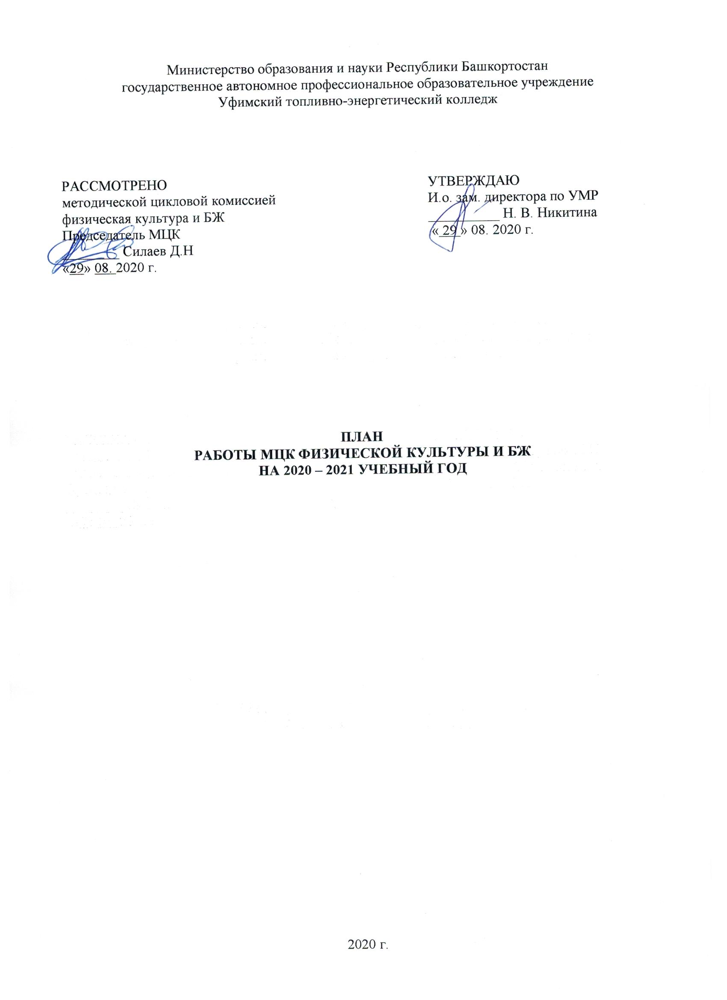 Министерство образования и науки Республики Башкортостан
государственное автономное профессиональное образовательное учреждение
Уфимский топливно-энергетический колледж
РАССМОТРЕНО
методической цикловой комиссией
физическая культура и БЖ
Председатель МЦК
________ Силаев Д.Н
«29» 08. 2020 г.
УТВЕРЖДАЮ
И.о. зам. директора по УМР
__________ Н. В. Никитина
« 29 » 08. 2020 г.
ПЛАН
РАБОТЫ МЦК ФИЗИЧЕСКОЙ КУЛЬТУРЫ И БЖ
НА 2020 – 2021 УЧЕБНЫЙ ГОД
2020 г.